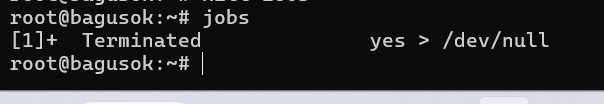 root@bagusok:~# jobs
[1]+  Terminated              yes > /dev/null
root@bagusok:~#